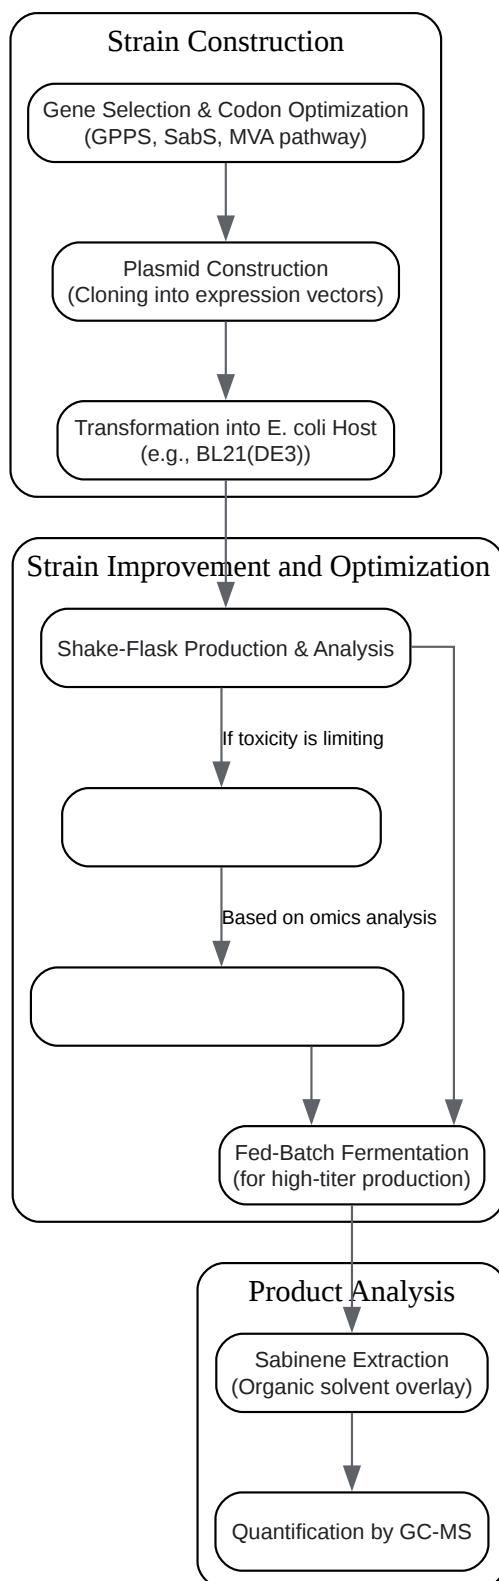 Strain Construction
Gene Selection & Codon Optimization
(GPPS, SabS, MVA pathway)
Plasmid Construction
(Cloning into expression vectors)
Transformation into E. coli Host
(e.g., BL21(DE3))
Strain Improvement and Optimization
Shake-Flask Production & Analysis
If toxicity is limiting
Based on omics analysis
Fed-Batch Fermentation
(for high-titer production)
Product Analysis
Sabinene Extraction
(Organic solvent overlay)
Quantification by GC-MS